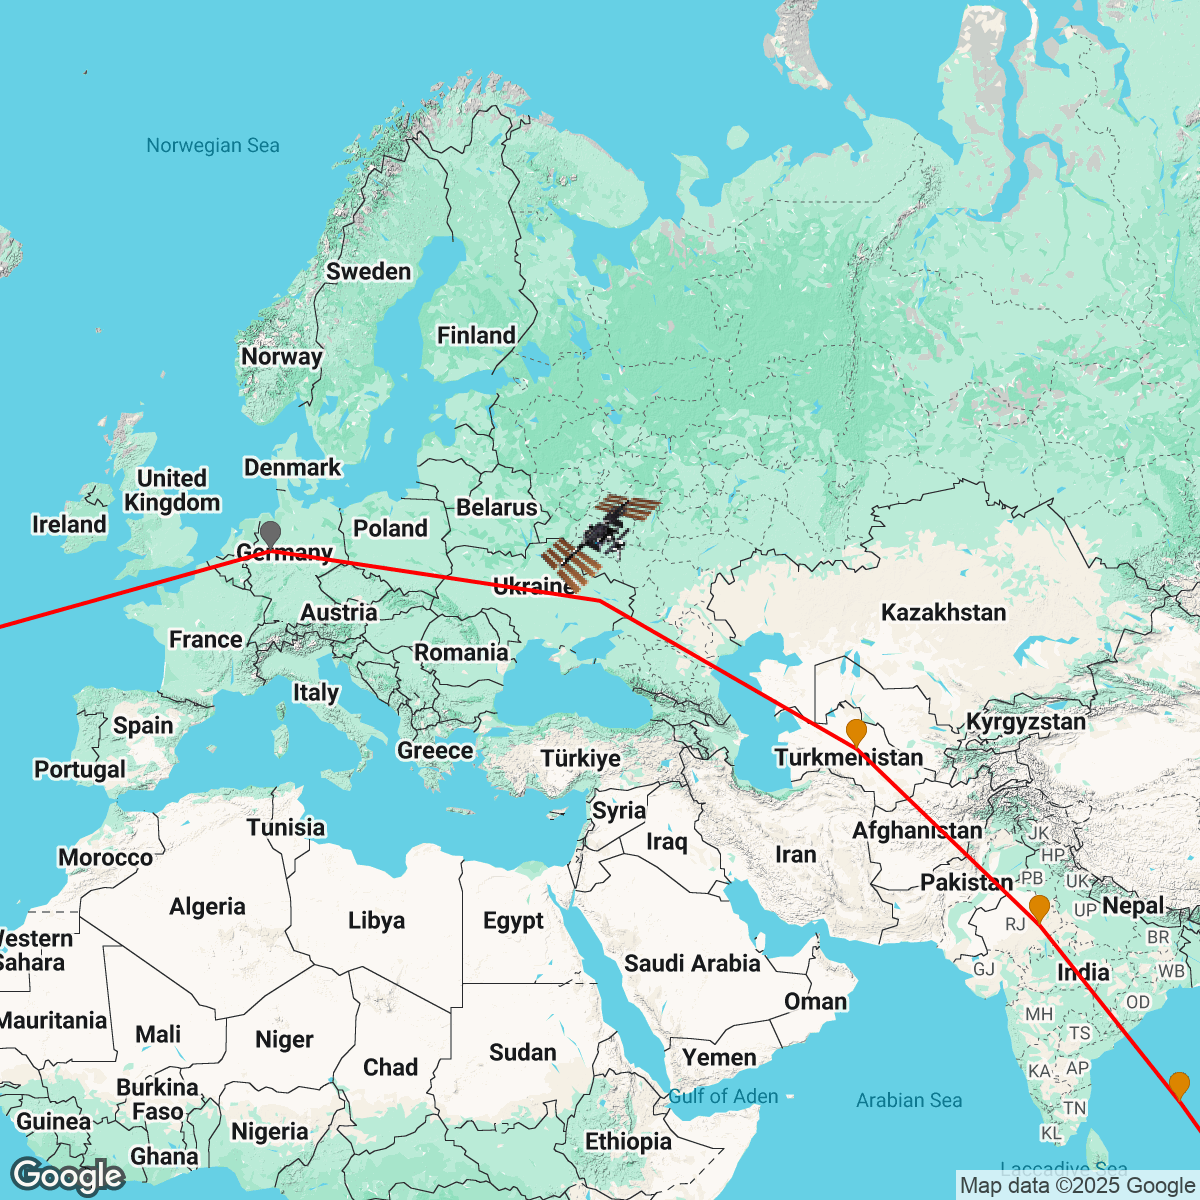 Norwegian Sea
Sweden
Finland
Norway
Denmark
United
Kingdom
Ireland
Belarus
Poland
Germany
Ukraine
Kazakhstan
Austria
France
Romania
Italy
Spain
Kyrgyzstan
Greece
Türkiye
Turkmenistan
Portugal
Syria
Tunisia
Iraq
Afghanistan
JK
Iran
HP
Morocco
Pakistan
PB
UK
Algeria
Libya
Egypt
UP
Nepal
RJ
BR
Western
Sahara
Saudi Arabia
GJ
India
WB
Oman
OD
Mauritania
Mali
Niger
MH
TS
Sudan
Yemen
Chad
KA
AP
Burkina
Faso
Gulf of Aden
Arabian Sea
TN
Guinea
Nigeria
KL
Ghana
Ethiopia
Laccadive Sea
Google
Map data ©2025 Google